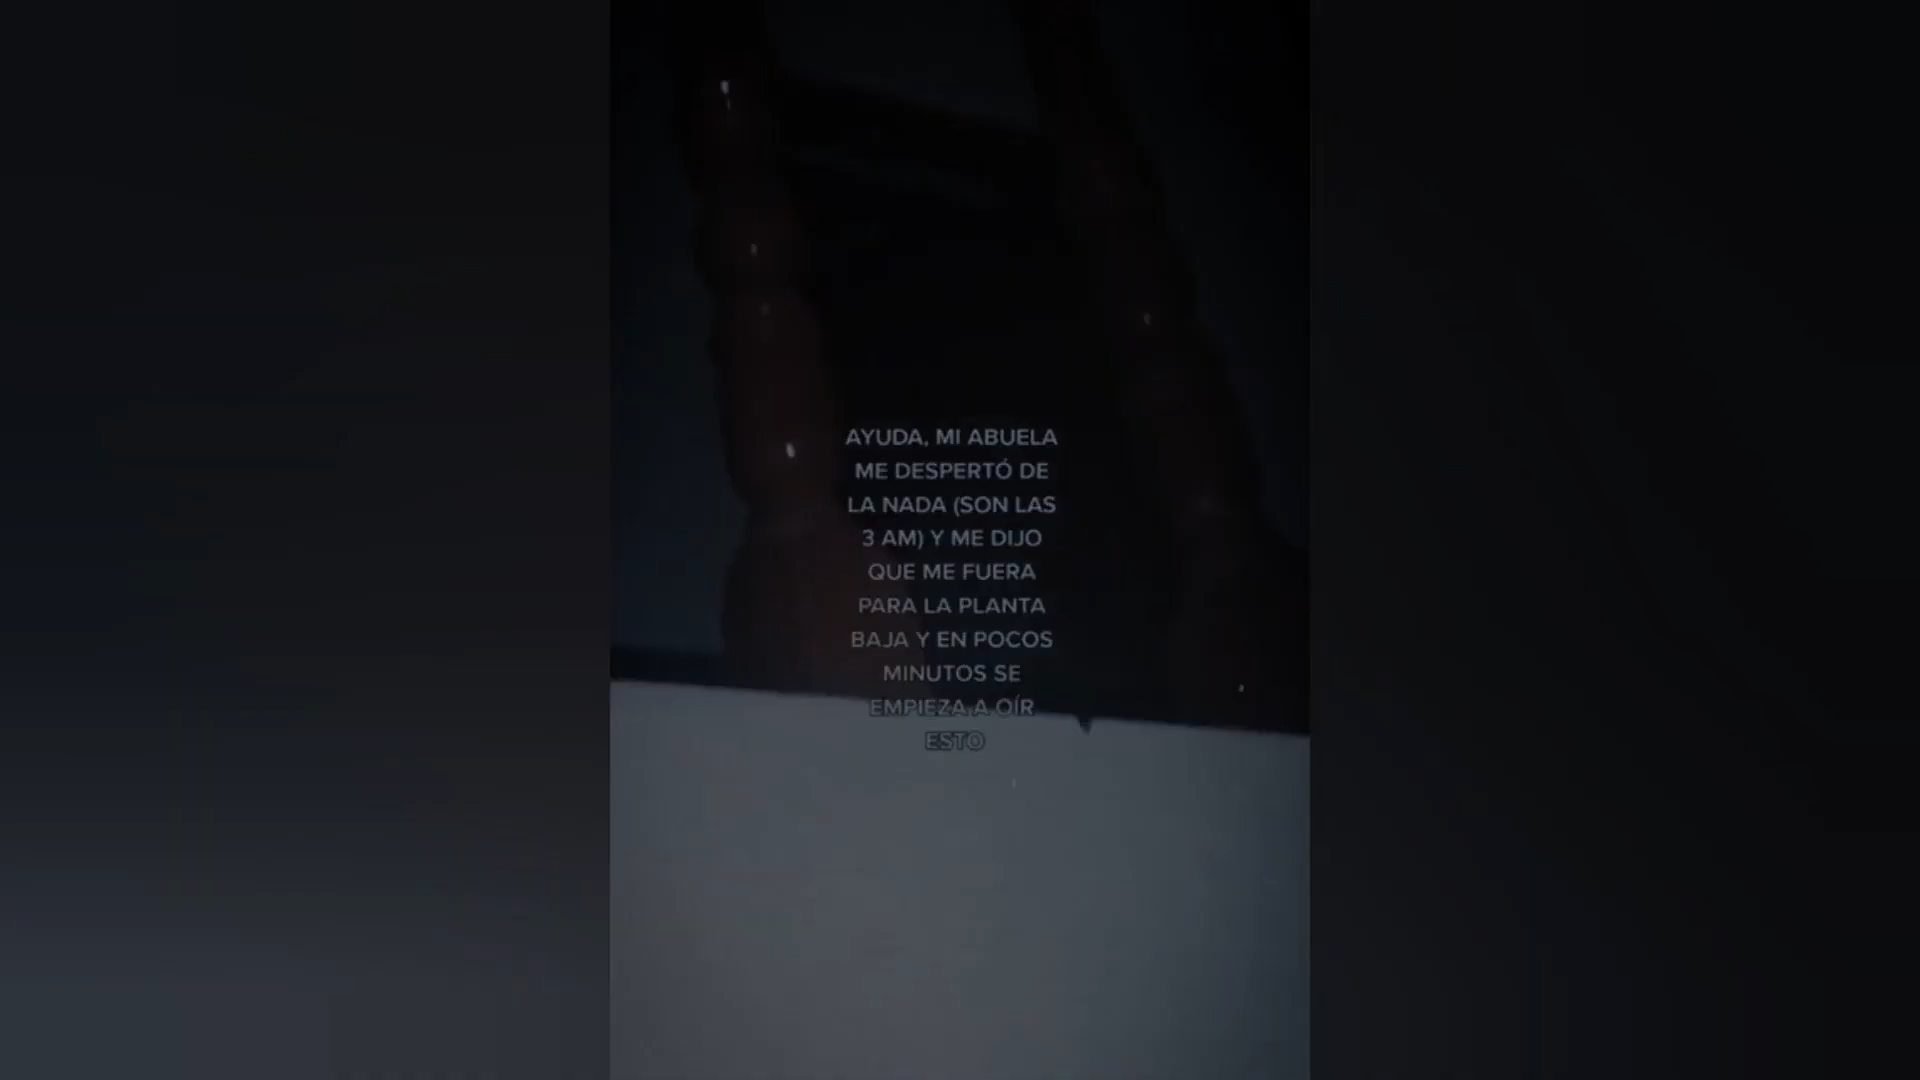 AYUDA, MI ABUELA
ME DESPERTÓ DE
LA NADA (SON LAS
3 AM) Y ME DIJO
QUE ME FUERA
PARA LA PLANTA
BAJA Y EN POCOS
MINUTOS SE
EMPIEZA A OÍR
ESTO